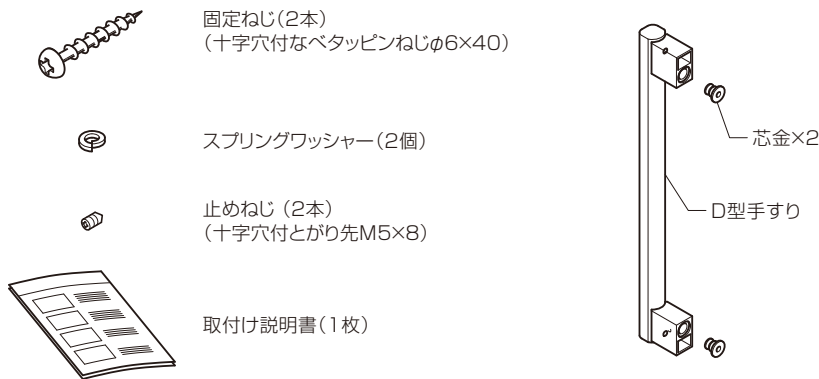 固定ねじ(2本)
(十字穴付なべタッピンねじφ6×40)
スプリングワッシャー(2個)
止めねじ (2本)
(十字穴付とがり先M5×8)
取付け説明書(1枚)
芯金×2
D型手すり